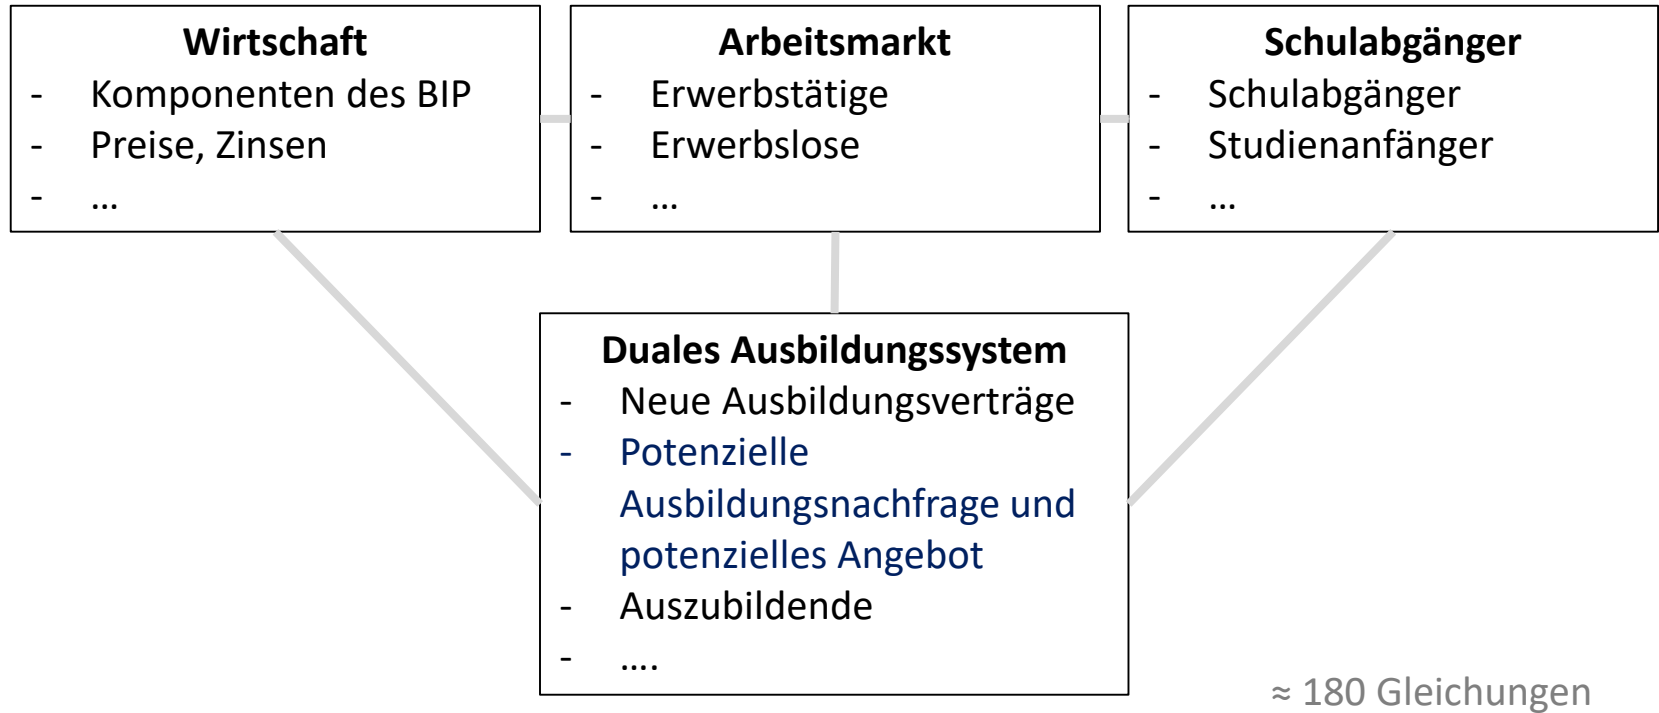 Wirtschaft
- Komponenten des BIP
- Preise, Zinsen
- ...
Arbeitsmarkt
- Erwerbstätige
- Erwerbslose
- ...
Schulabgänger
- Schulabgänger
- Studienanfänger
- ...
Duales Ausbildungssystem
- Neue Ausbildungsverträge
- Potenzielle
Ausbildungsnachfrage und
potenzielles Angebot
- Auszubildende
- ....
≈ 180 Gleichungen